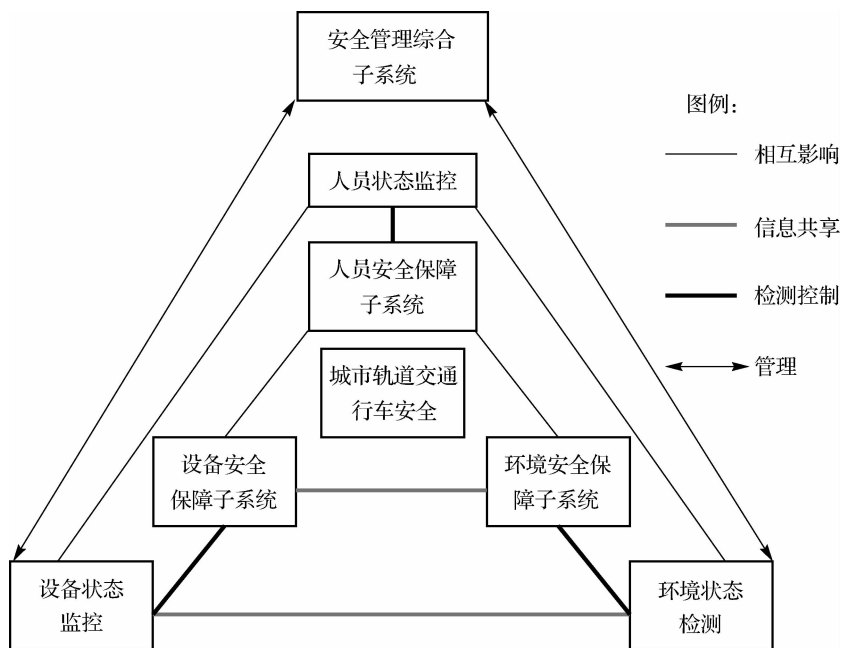 安全管理综合
子系统
图例：
相互影响
信息共享
检测控制
管理
人员状态监控
人员安全保障
子系统
城市轨道交通
行车安全
设备安全
保障子系统
环境安全保
障子系统
设备状态
监控
环境状态
检测